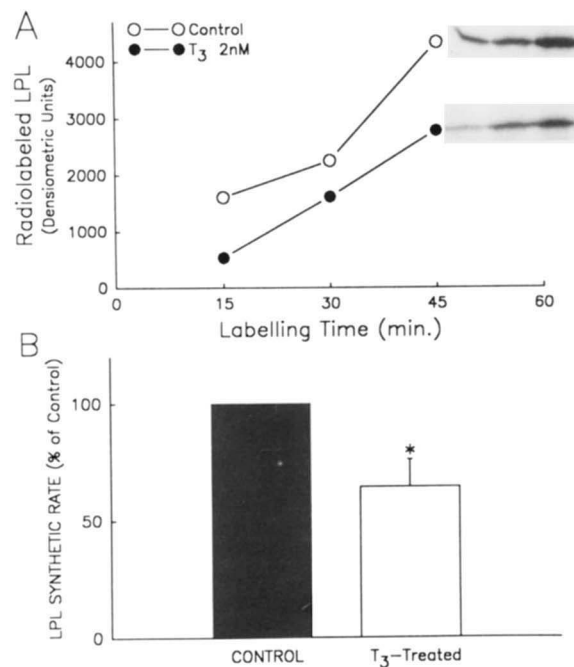 A
Control
T3 2nM
Radiolabeled LPL
(Densiometric Units)
4000
3000
2000
1000
0
0 15 30 45 60
Labelling Time (min.)
B
LPL SYNTHETIC RATE (% of Control)
100
50
0
*
CONTROL T3-Treated